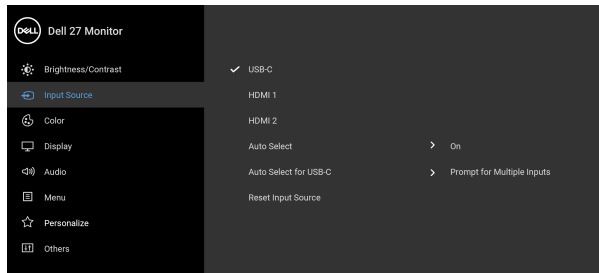 DELL Dell 27 Monitor
Brightness/Contrast
USB-C
Input Source
HDMI 1
Color
HDMI 2
Display
Auto Select
On
Audio
Auto Select for USB-C
Prompt for Multiple Inputs
Menu
Reset Input Source
Personalize
Others